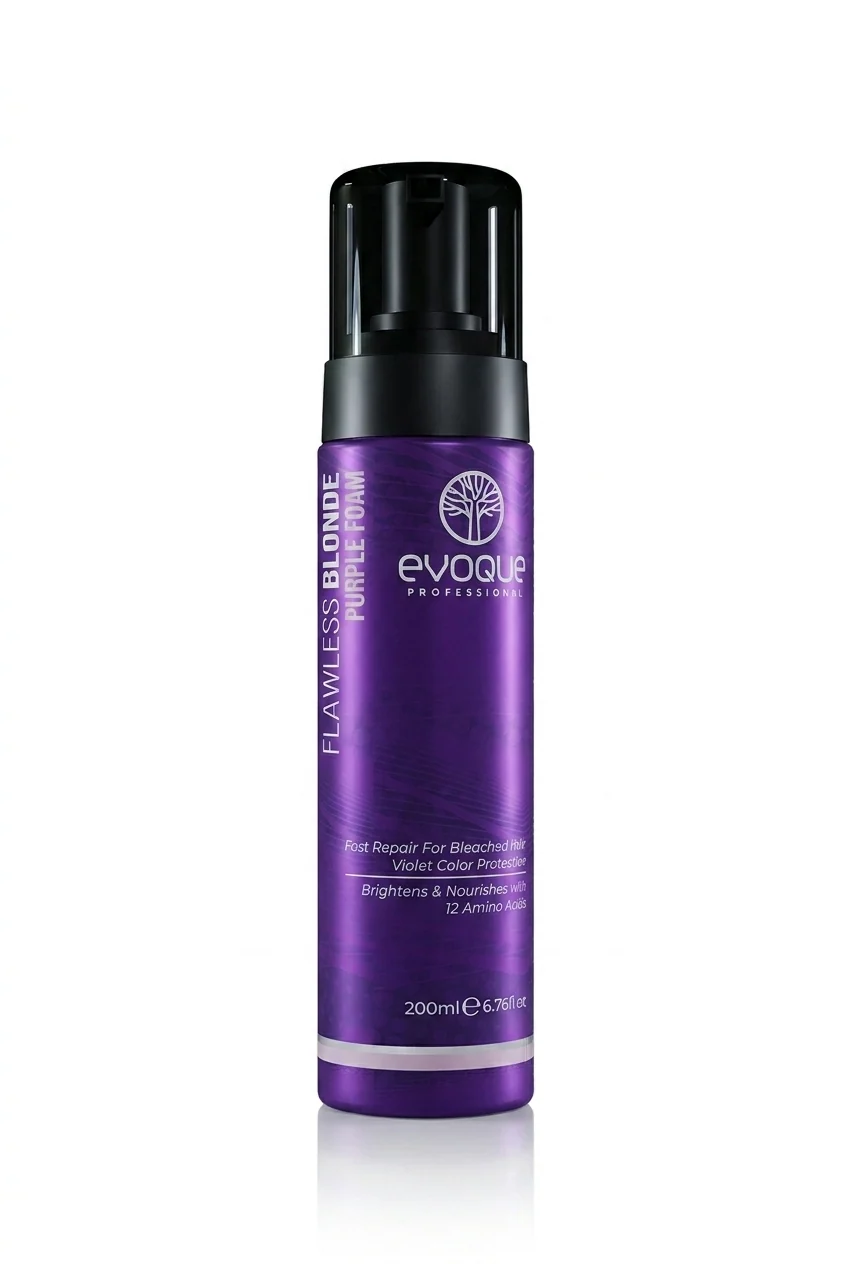 FLAWLESS BLONDE
PURPLE FOAM
evoque
PROFESSIONAL
Fast Repair For Bleached Hair
Violet Color Protective
Brightens & Nourishes with
12 Amino Acids
200ml e 6.76fl